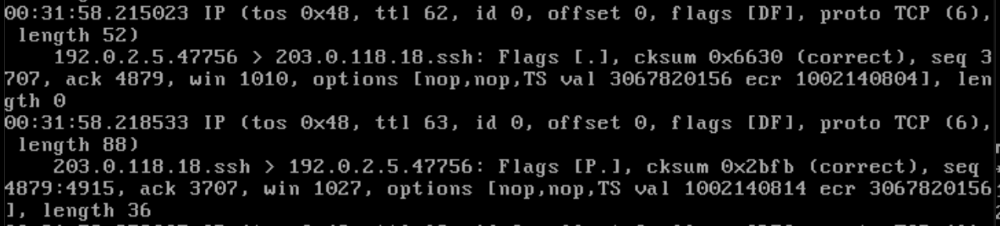 00:31:58.215023 IP (tos 0x48, ttl 62, id 0, offset 0, flags [DF], proto TCP (6),
 length 52)
    192.0.2.5.47756 > 203.0.118.18.ssh: Flags [.], cksum 0x6630 (correct), seq 3
707, ack 4879, win 1010, options [nop,nop,TS val 3067820156 ecr 1002140804], len
gth 0
00:31:58.218533 IP (tos 0x48, ttl 63, id 0, offset 0, flags [DF], proto TCP (6),
 length 88)
    203.0.118.18.ssh > 192.0.2.5.47756: Flags [P.], cksum 0x2bfb (correct), seq
4879:4915, ack 3707, win 1027, options [nop,nop,TS val 1002140814 ecr 3067820156
], length 36